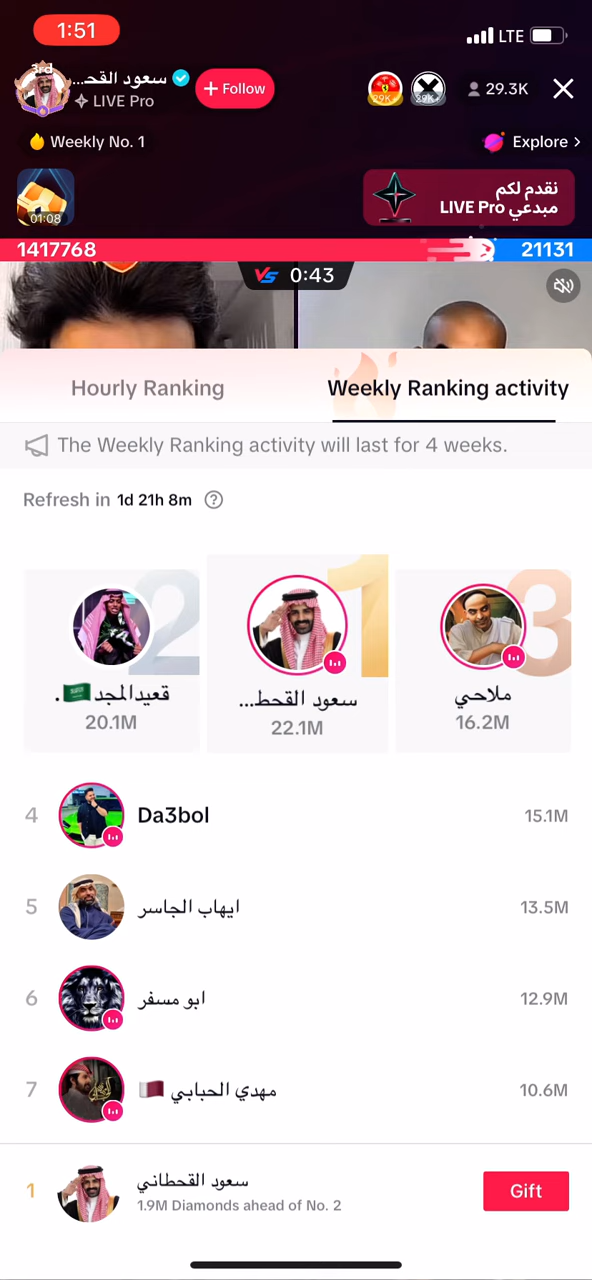 1:51
LTE
3rd
سعود القحـ...
+ Follow
29K
29K+
29.3K
LIVE Pro
Weekly No. 1
Explore >
01:08
نقدم لكم
مبدعي LIVE Pro
1417768
21131
VS 0:43
Hourly Ranking
Weekly Ranking activity
The Weekly Ranking activity will last for 4 weeks.
Refresh in 1d 21h 8m ?
2
قعيدالمجد🇸🇦.
20.1M
1
سعود القحط...
22.1M
3
ملاحي
16.2M
4 Da3bol 15.1M
5 ايهاب الجاسر 13.5M
6 ابو مسفر 12.9M
7 مهدي الحبابي 🇶🇦 10.6M
1 سعود القحطاني
1.9M Diamonds ahead of No. 2
Gift